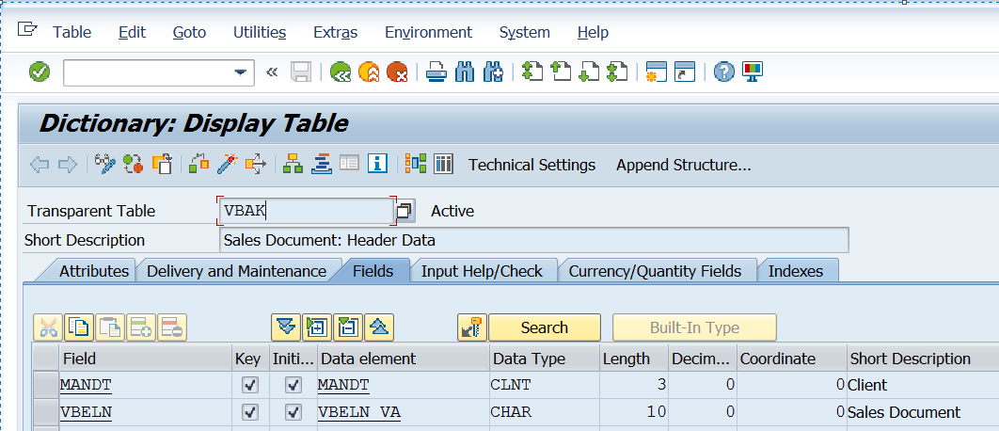 Table Edit Goto Utilities Extras Environment System Help
Dictionary: Display Table
Technical Settings Append Structure...
Transparent Table VBAK Active
Short Description Sales Document: Header Data
Attributes Delivery and Maintenance Fields Input Help/Check Currency/Quantity Fields Indexes
Search Built-In Type
Field Key Initi... Data element Data Type Length Decim... Coordinate Short Description
MANDT MANDT CLNT 3 0 0 Client
VBELN VBELN_VA CHAR 10 0 0 Sales Document